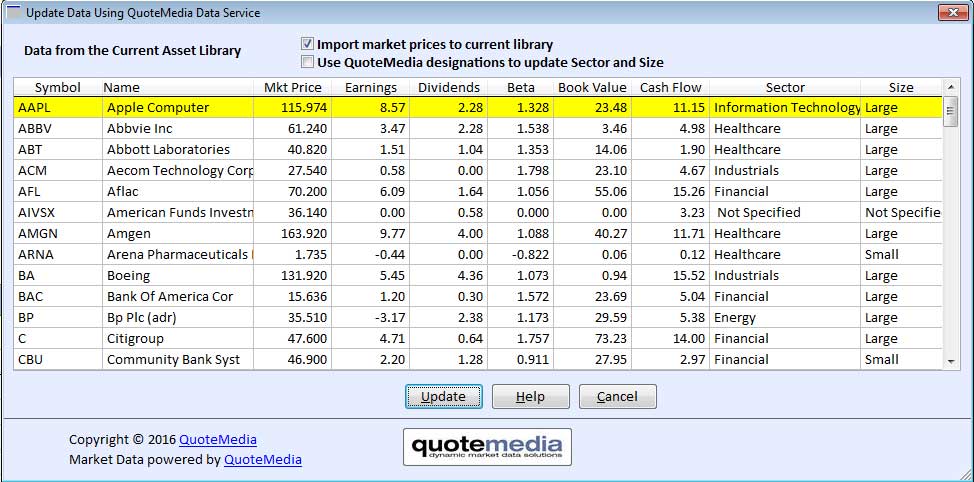 Update Data Using QuoteMedia Data Service
Data from the Current Asset Library
Import market prices to current library
Use QuoteMedia designations to update Sector and Size
Symbol Name Mkt Price Earnings Dividends Beta Book Value Cash Flow Sector Size
AAPL Apple Computer 115.974 8.57 2.28 1.328 23.48 11.15 Information Technology Large
ABBV Abbvie Inc 61.240 3.47 2.28 1.538 3.46 4.98 Healthcare Large
ABT Abbott Laboratories 40.820 1.51 1.04 1.353 14.06 1.90 Healthcare Large
ACM Aecom Technology Corp 27.540 0.58 0.00 1.798 23.10 4.67 Industrials Large
AFL Aflac 70.200 6.09 1.64 1.056 55.06 15.26 Financial Large
AIVSX American Funds Investn 36.140 0.00 0.58 0.000 0.00 3.23 Not Specified Not Specifie
AMGN Amgen 163.920 9.77 4.00 1.088 40.27 11.71 Healthcare Large
ARNA Arena Pharmaceuticals 1.735 -0.44 0.00 -0.822 0.06 0.12 Healthcare Small
BA Boeing 131.920 5.45 4.36 1.073 0.94 15.52 Industrials Large
BAC Bank Of America Cor 15.636 1.20 0.30 1.572 23.69 5.04 Financial Large
BP Bp Plc (adr) 35.510 -3.17 2.38 1.173 29.59 5.38 Energy Large
C Citigroup 47.600 4.71 0.64 1.757 73.23 14.00 Financial Large
CBU Community Bank Syst 46.900 2.20 1.28 0.911 27.95 2.97 Financial Small
Update Help Cancel
Copyright © 2016 QuoteMedia
Market Data powered by QuoteMedia
quotemedia
dynamic market data solutions